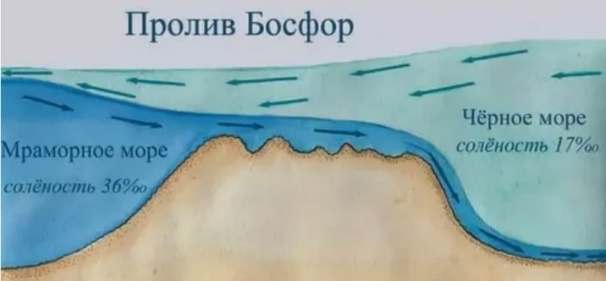 Пролив Босфор
Чёрное море
солёность 17‰
Мраморное море
солёность 36‰